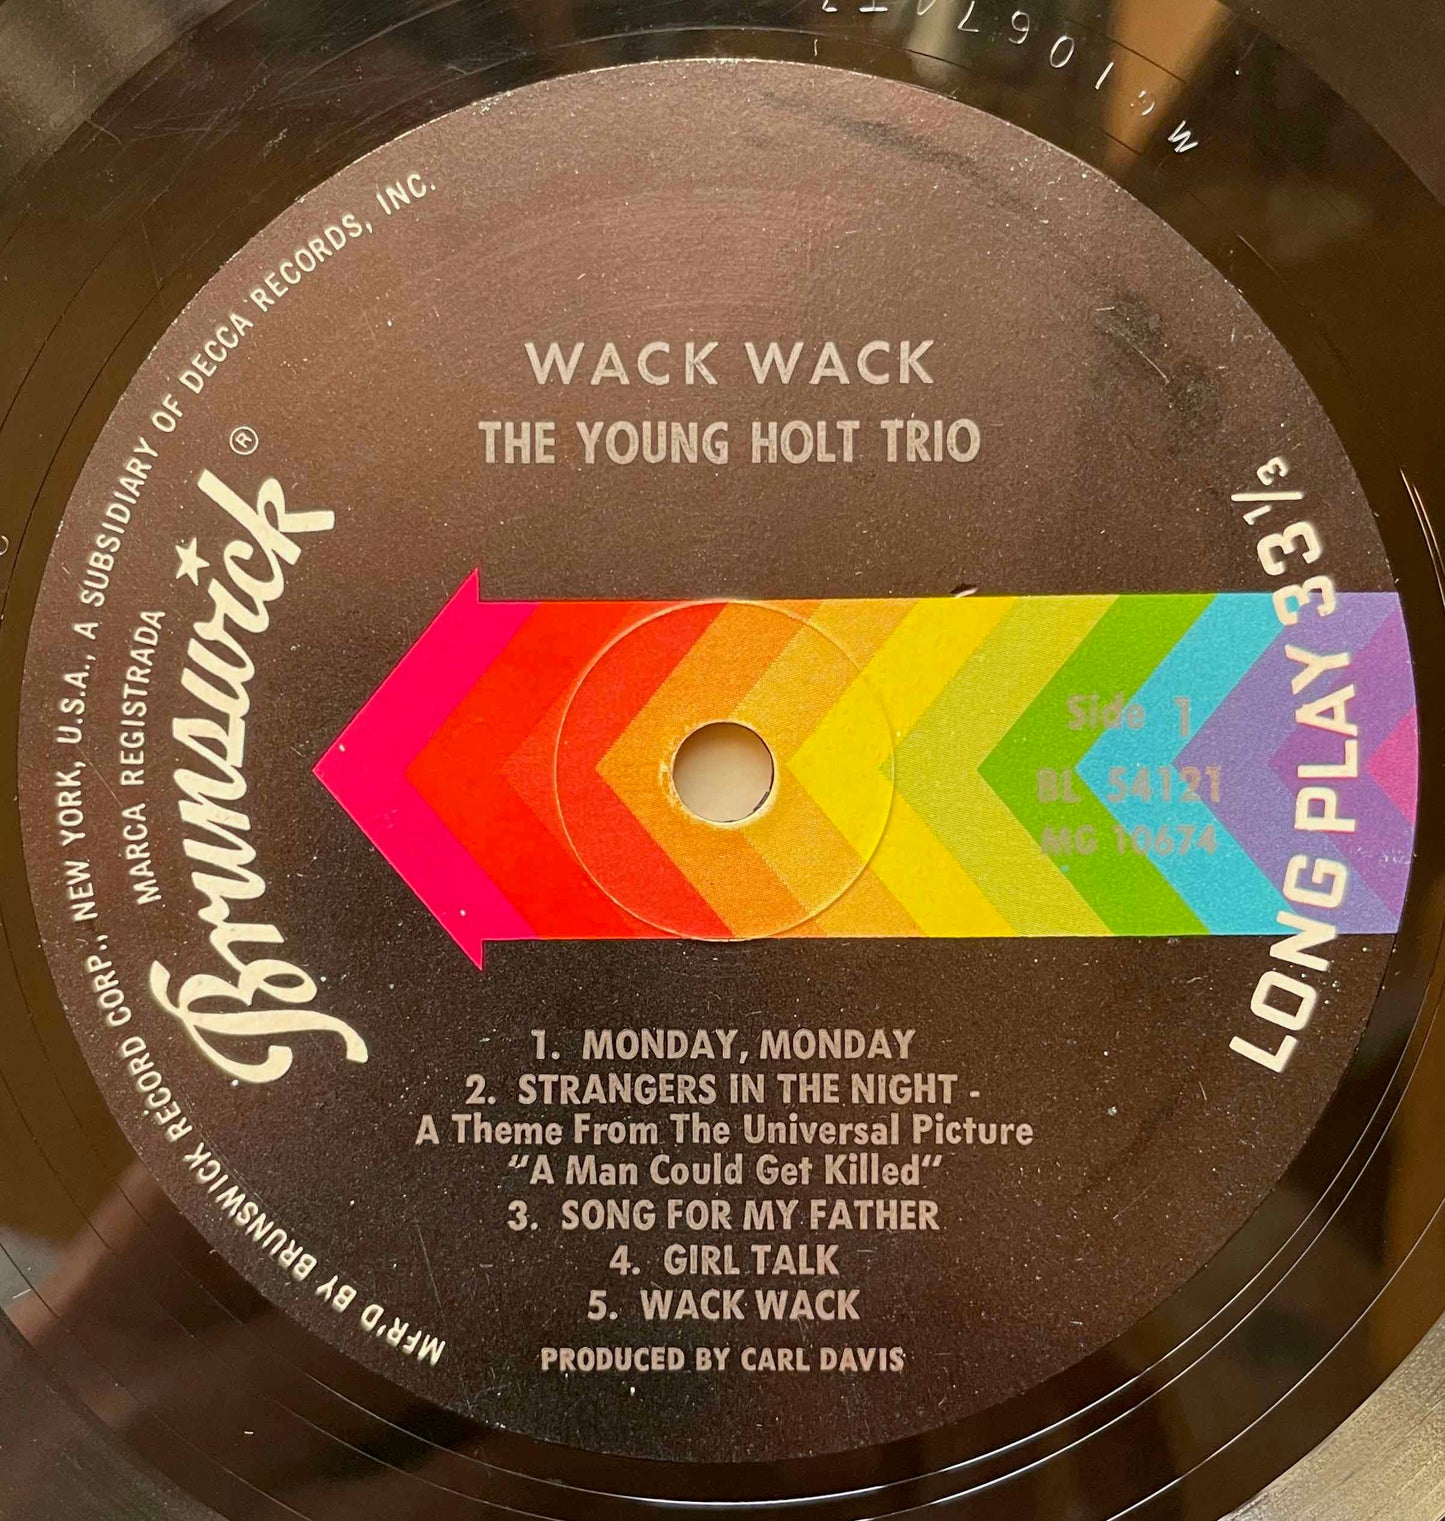 WACK WACK
THE YOUNG HOLT TRIO
Brunswick ®
MARCA REGISTRADA
MFR'D BY BRUNSWICK RECORD CORP., NEW YORK, U.S.A., A SUBSIDIARY OF DECCA RECORDS, INC.
LONG PLAY 33 1/3
Side 1
BL 54121
MG 10674
1. MONDAY, MONDAY
2. STRANGERS IN THE NIGHT -
A Theme From The Universal Picture
"A Man Could Get Killed"
3. SONG FOR MY FATHER
4. GIRL TALK
5. WACK WACK
PRODUCED BY CARL DAVIS